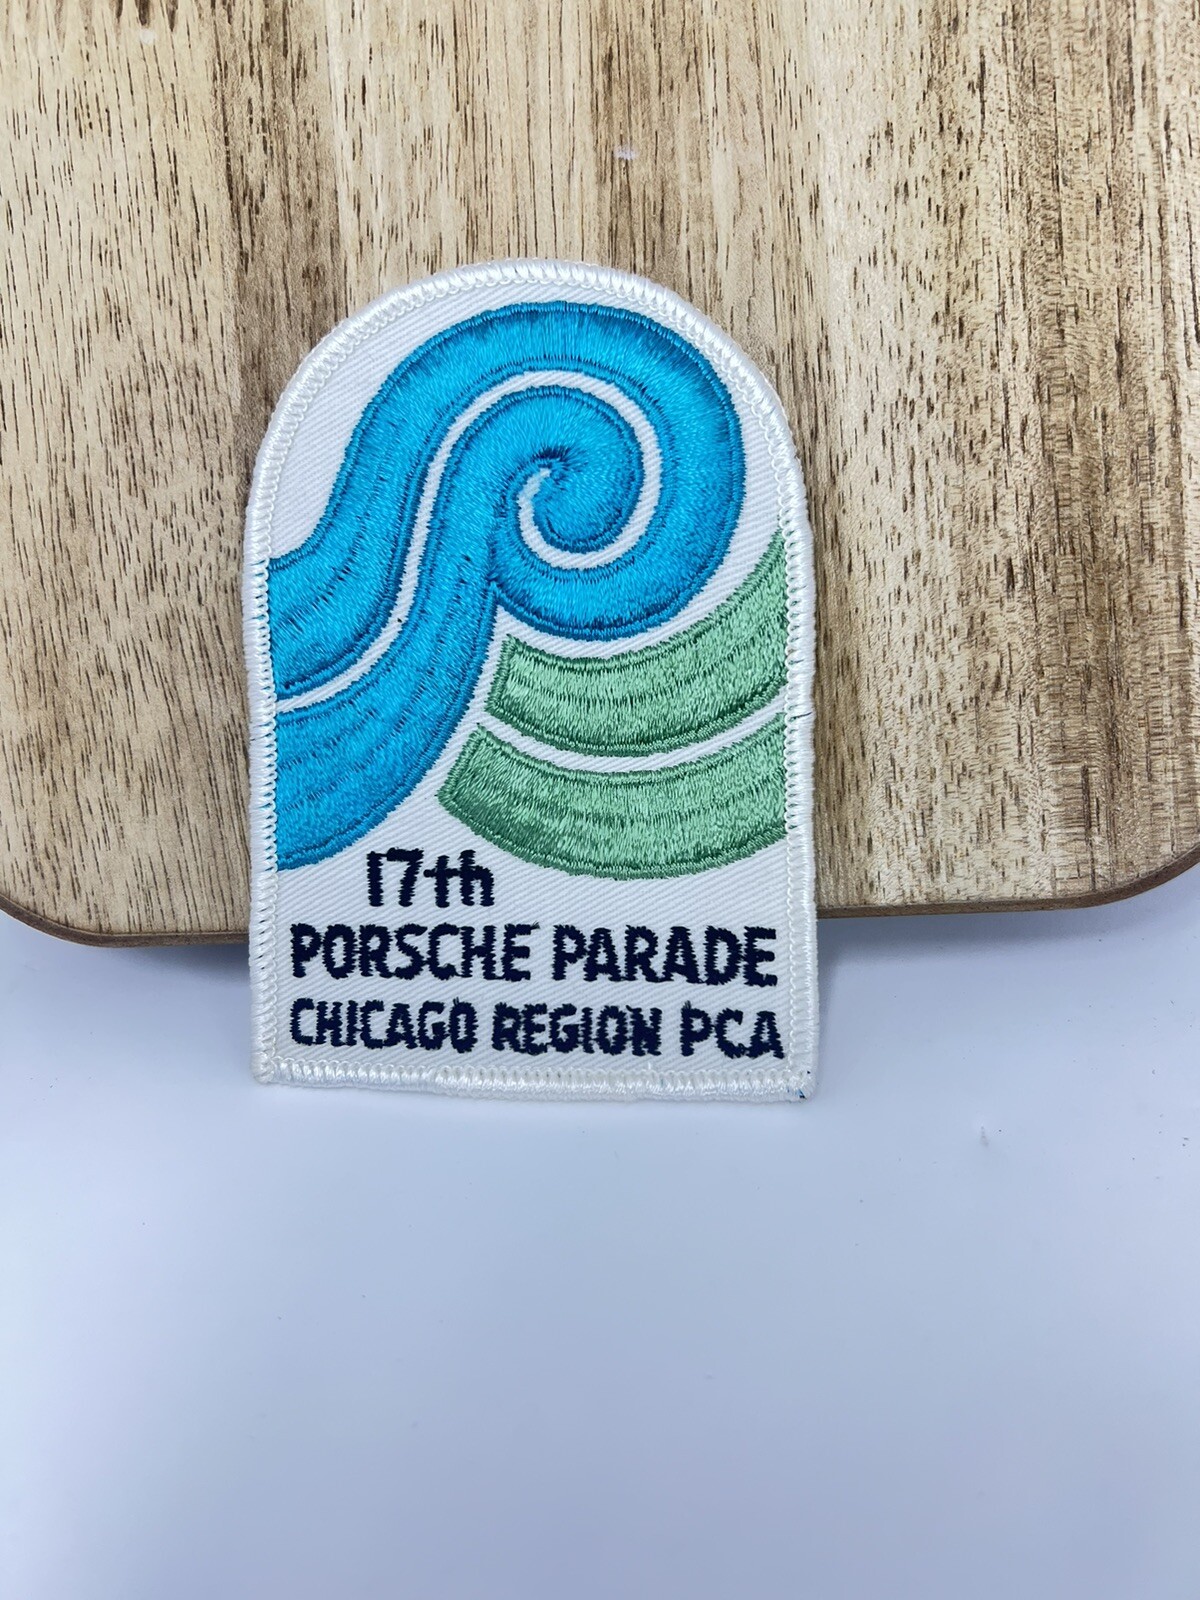 17th
PORSCHE PARADE
CHICAGO REGION PCA